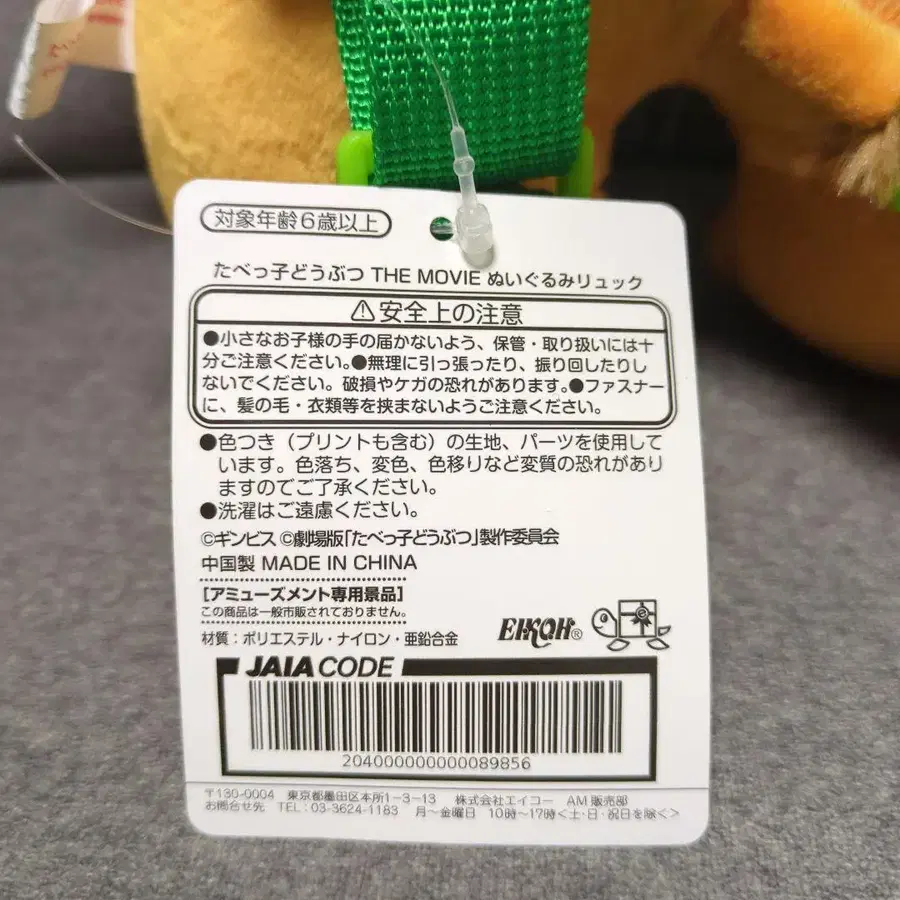 対象年齢6歳以上
たべっ子どうぶつ THE MOVIE ぬいぐるみリュック
⚠安全上の注意
●小さなお子様の手の届かないよう、保管・取り扱いには十
分ご注意ください。●無理に引っ張ったり、振り回したりし
ないでください。破損やケガの恐れがあります。●ファスナー
に、髪の毛・衣類等を挟まないようご注意ください。
●色つき（プリントも含む）の生地、パーツを使用して
います。色落ち、変色、色移りなど変質の恐れがあり
ますのでご了承ください。
●洗濯はご遠慮ください。
©ギンビス ©劇場版「たべっ子どうぶつ」製作委員会
中国製 MADE IN CHINA
［アミューズメント専用景品］
この商品は一般市販されておりません。
材質：ポリエステル・ナイロン・亜鉛合金
EIKOH®
JAIA CODE
2040000000000089856
〒130-0004 東京都墨田区本所1-3-13 株式会社エイコー AM販売部
お問合せ先 TEL：03-3624-1183 月〜金曜日 10時〜17時<土・日・祝日を除く>